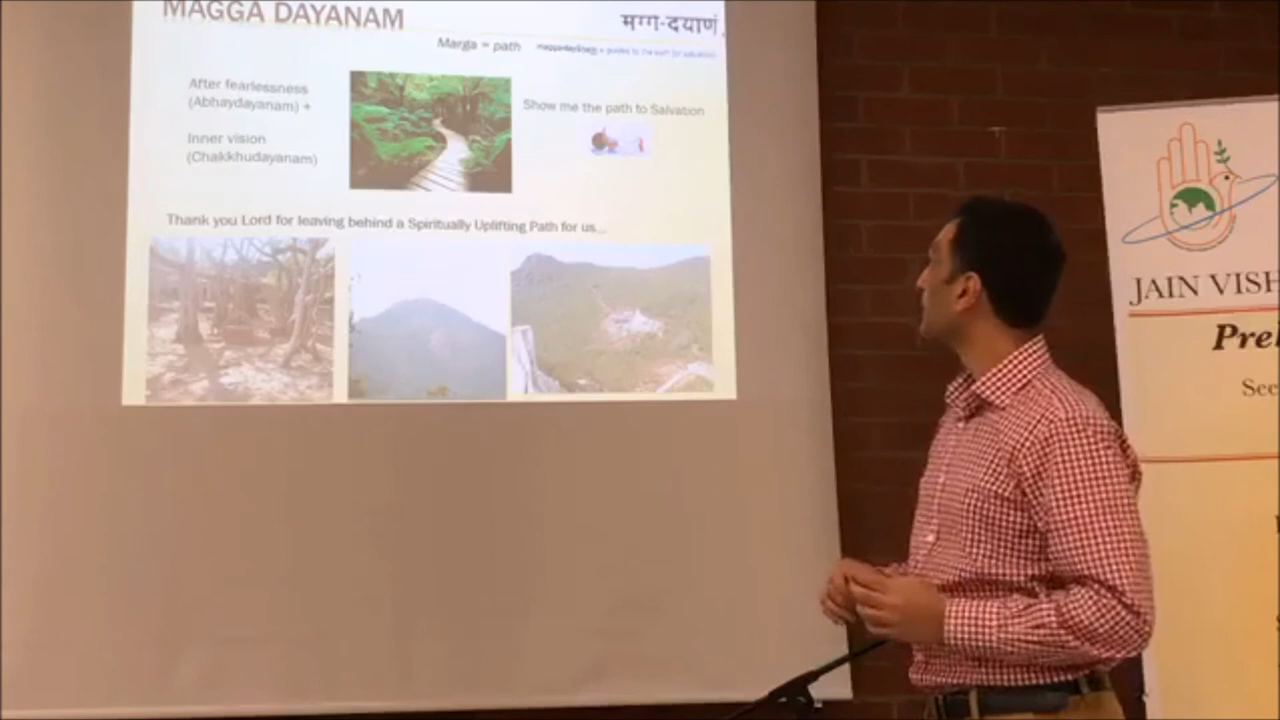 MAGGA DAYANAM
मग्ग-दयाणं
Marga = path
After fearlessness
(Abhaydayanam) +
Show me the path to Salvation
Inner vision
(Chakkhudayanam)
Thank you Lord for leaving behind a Spiritually Uplifting Path for us...
JAIN VISH
Pre
See